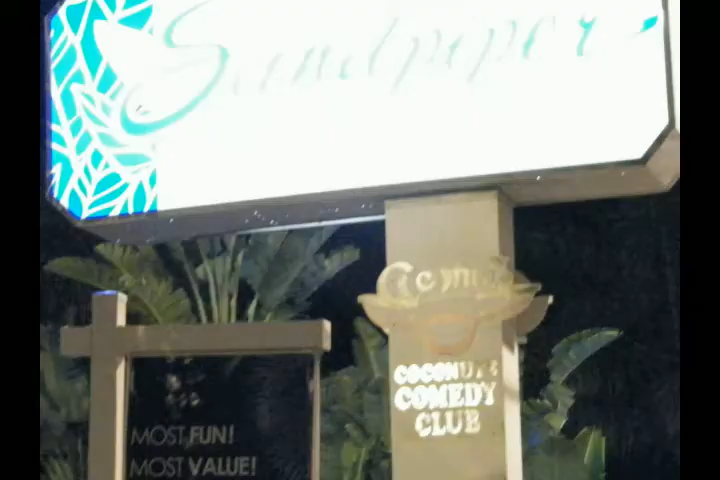 Sandpiper
COCONUTS
COMEDY
CLUB
MOST FUN!
MOST VALUE!